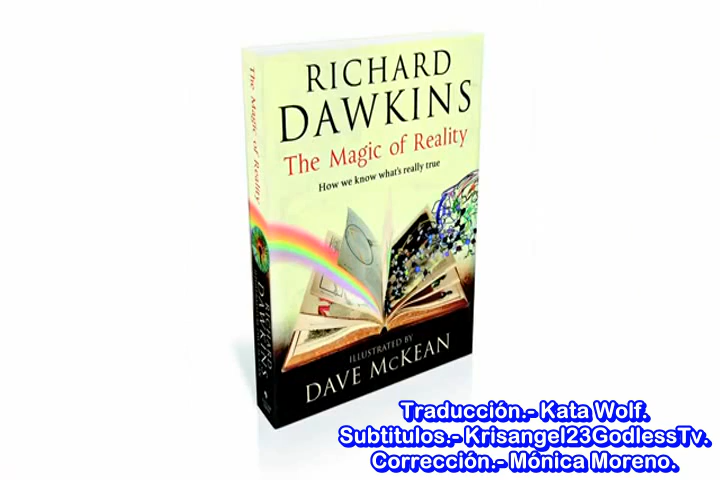 RICHARD
DAWKINS
The Magic of Reality
How we know what's really true
ILLUSTRATED BY
DAVE McKEAN
The Magic of Reality
DAWKINS
Traducción.- Kata Wolf.
Subtitulos.- Krisangel23GodlessTv.
Corrección.- Mónica Moreno.